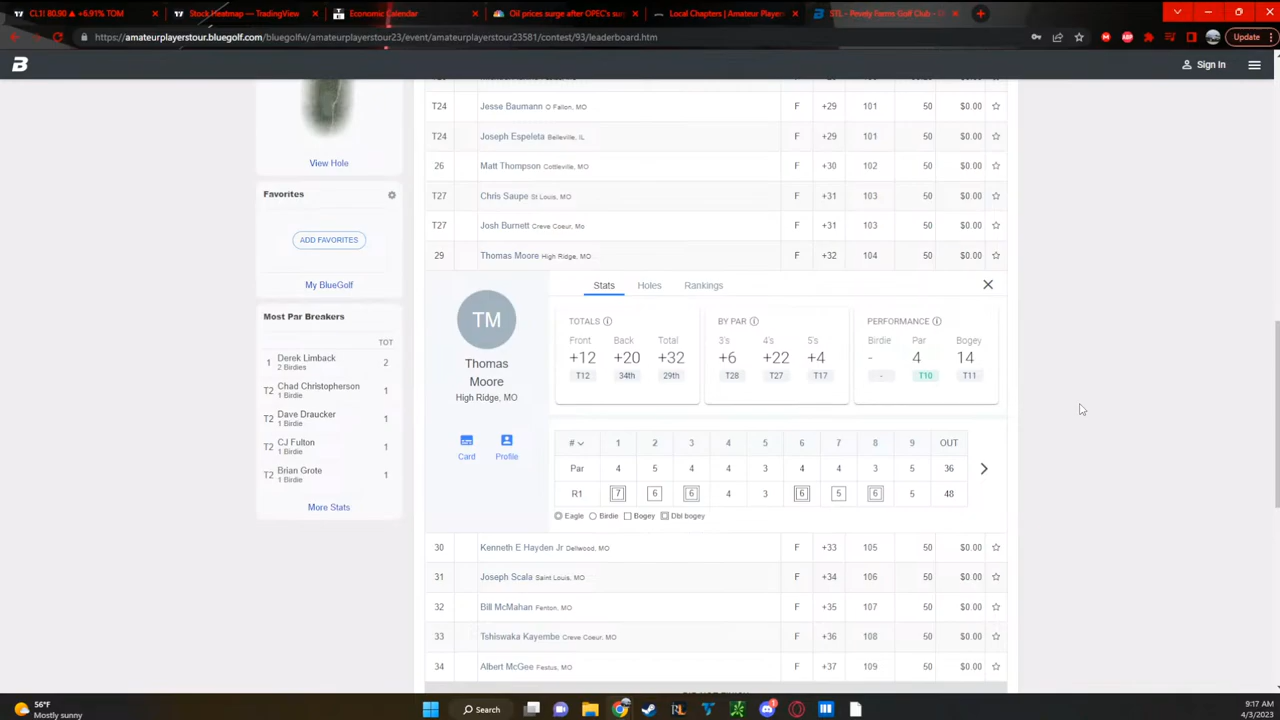 CL1! 80.90 ▲ +6.91% TOM
Stock Heatmap — TradingView
Economic Calendar
Oil prices surge after OPEC's su
Local Chapters | Amateur Player
STL - Pevely Farms Golf Club -
https://amateurplayerstour.bluegolf.com/bluegolfw/amateurplayerstour23/event/amateurplayerstour23581/contest/93/leaderboard.htm
Update
Sign In
T24 Jesse Baumann O Fallon, MO F +29 101 50 $0.00
T24 Joseph Espeleta Belleville, IL F +29 101 50 $0.00
26 Matt Thompson Cottleville, MO F +30 102 50 $0.00
T27 Chris Saupe St Louis, MO F +31 103 50 $0.00
T27 Josh Burnett Creve Coeur, Mo F +31 103 50 $0.00
29 Thomas Moore High Ridge, MO F +32 104 50 $0.00
View Hole
Favorites
ADD FAVORITES
My BlueGolf
Most Par Breakers
TOT
1 Derek Limback 2
2 Birdies
T2 Chad Christopherson 1
1 Birdie
T2 Dave Draucker 1
1 Birdie
T2 CJ Fulton 1
1 Birdie
T2 Brian Grote 1
1 Birdie
More Stats
TM
Thomas
Moore
High Ridge, MO
Card Profile
Stats Holes Rankings
TOTALS
Front Back Total
+12 +20 +32
T12 34th 29th
BY PAR
3's 4's 5's
+6 +22 +4
T28 T27 T17
PERFORMANCE
Birdie Par Bogey
- 4 14
- T10 T11
# 1 2 3 4 5 6 7 8 9 OUT
Par 4 5 4 4 3 4 4 3 5 36
R1 7 6 6 4 3 6 5 6 5 48
Eagle Birdie Bogey Dbl bogey
30 Kenneth E Hayden Jr Dellwood, MO F +33 105 50 $0.00
31 Joseph Scala Saint Louis, MO F +34 106 50 $0.00
32 Bill McMahan Fenton, MO F +35 107 50 $0.00
33 Tshiswaka Kayembe Creve Coeur, MO F +36 108 50 $0.00
34 Albert McGee Festus, MO F +37 109 50 $0.00
56°F
Mostly sunny
Search
9:17 AM
4/3/2023